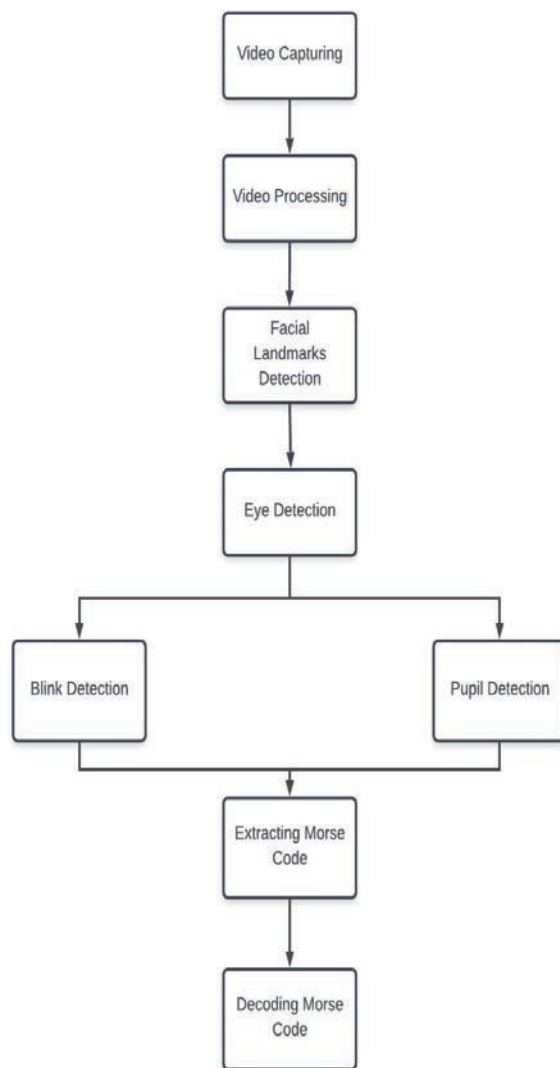 Video Capturing
Video Processing
Facial
Landmarks
Detection
Eye Detection
Blink Detection
Pupil Detection
Extracting Morse
Code
Decoding Morse
Code